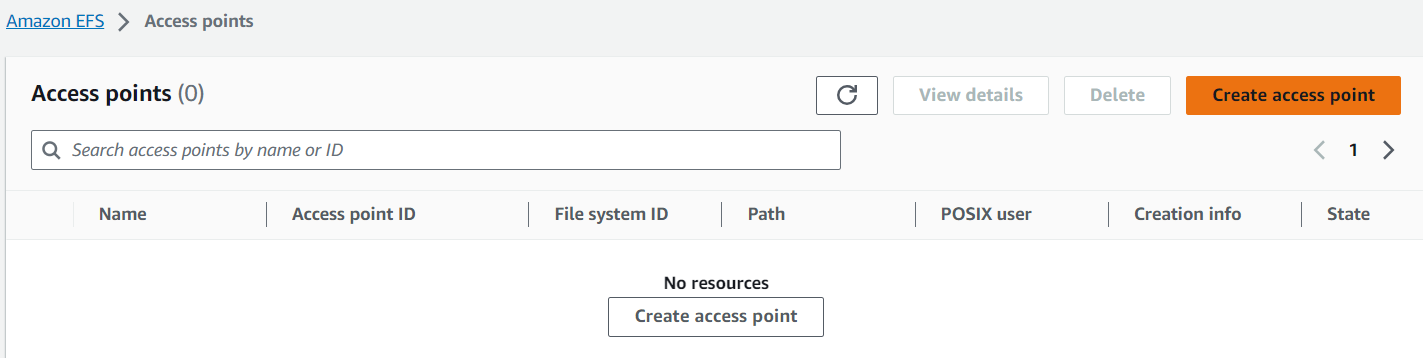 Amazon EFS > Access points
Access points (0) View details Delete Create access point
Search access points by name or ID 1
Name Access point ID File system ID Path POSIX user Creation info State
No resources
Create access point